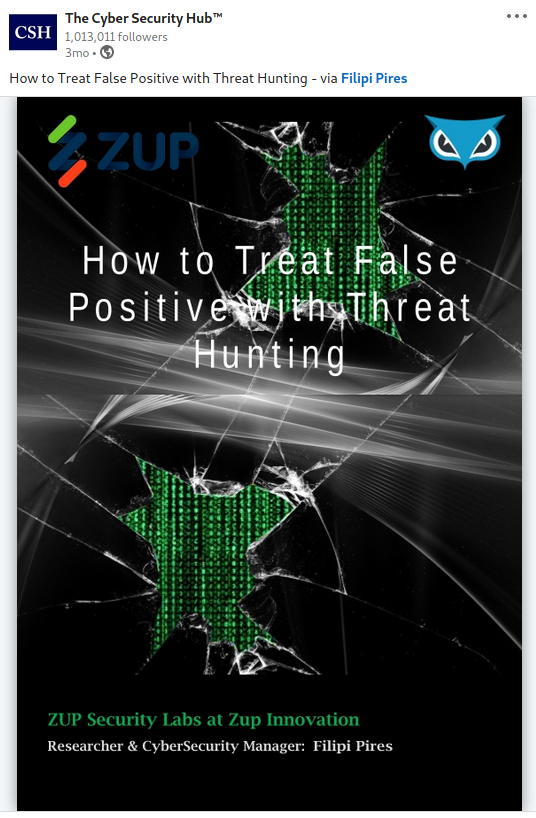 CSH
The Cyber Security Hub™
1,013,011 followers
3mo •
How to Treat False Positive with Threat Hunting - via Filipi Pires
ZUP
How to Treat False
Positive with Threat
Hunting
ZUP Security Labs at Zup Innovation
Researcher & CyberSecurity Manager: Filipi Pires